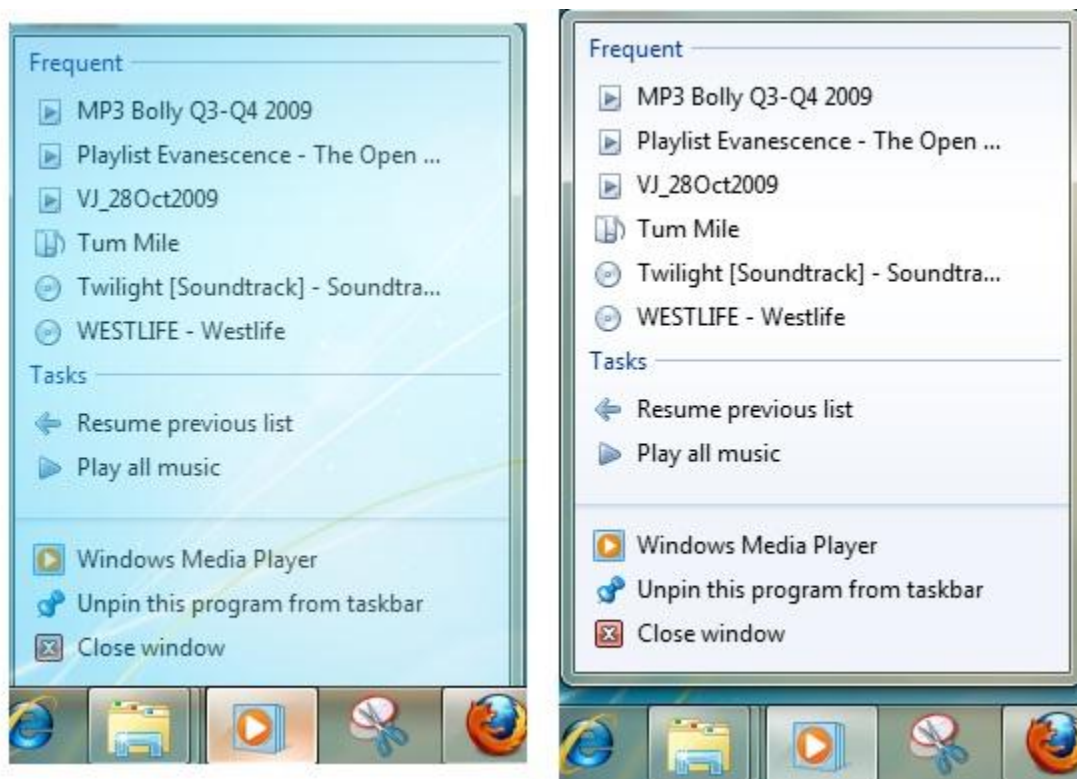 Frequent
MP3 Bolly Q3-Q4 2009
Playlist Evanescence - The Open ...
VJ_28Oct2009
Tum Mile
Twilight [Soundtrack] - Soundtra...
WESTLIFE - Westlife
Tasks
Resume previous list
Play all music
Windows Media Player
Unpin this program from taskbar
Close window
Frequent
MP3 Bolly Q3-Q4 2009
Playlist Evanescence - The Open ...
VJ_28Oct2009
Tum Mile
Twilight [Soundtrack] - Soundtra...
WESTLIFE - Westlife
Tasks
Resume previous list
Play all music
Windows Media Player
Unpin this program from taskbar
Close window